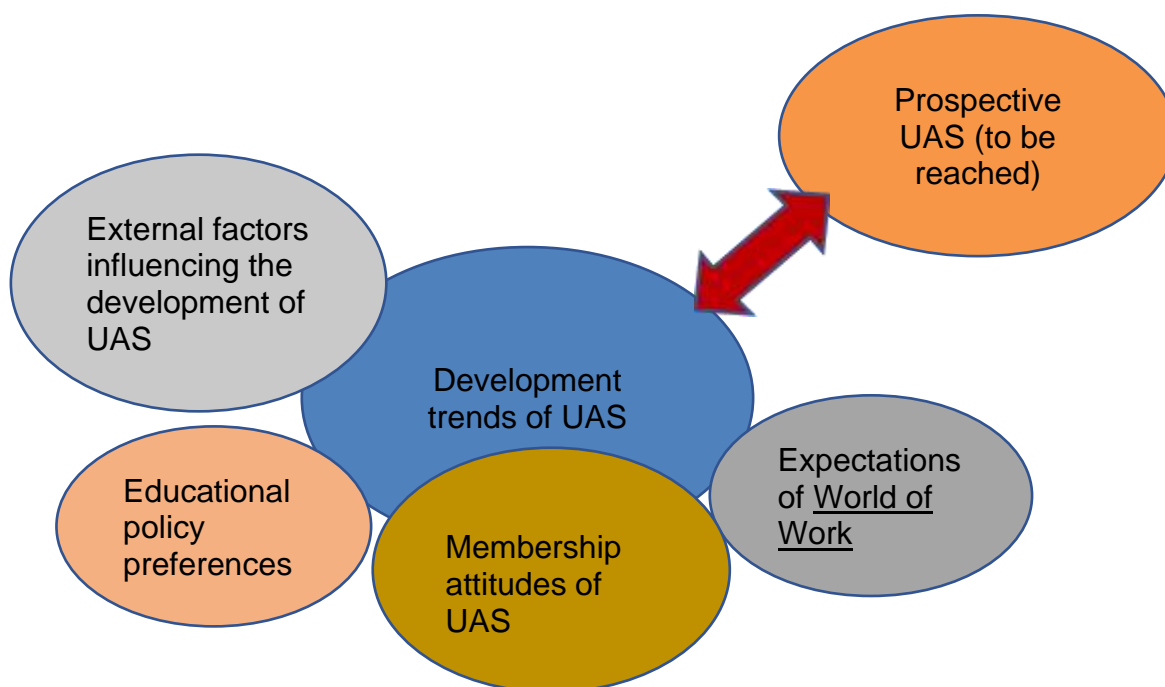 Prospective
UAS (to be
reached)
External factors
influencing the
development of
UAS
Development
trends of UAS
Expectations
of World of
Work
Educational
policy
preferences
Membership
attitudes of
UAS